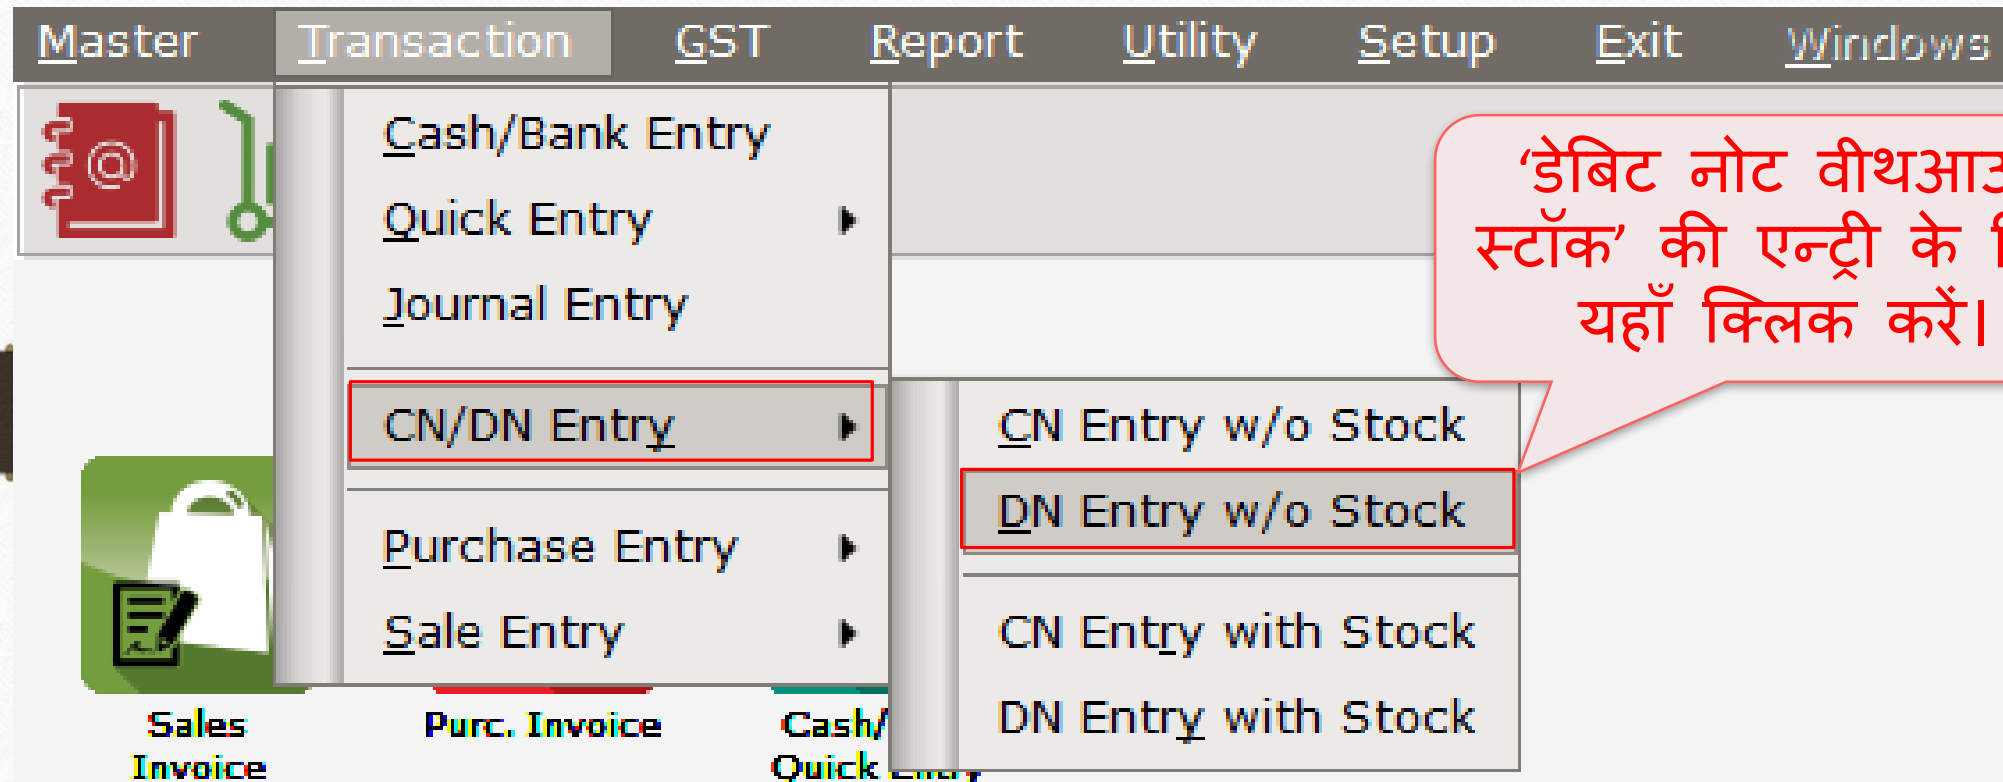 Master Transaction GST Report Utility Setup Exit Windows
@
Cash/Bank Entry
Quick Entry
Journal Entry
CN/DN Entry
Purchase Entry
Sale Entry
‘डेबिट नोट
स्टॉक’ की एन्ट्री के
यहाँ क्लिक करें।
CN Entry w/o Stock
DN Entry w/o Stock
CN Entry with Stock
DN Entry with Stock
Sales
Invoice
Purc. Invoice
Cash/
Quick